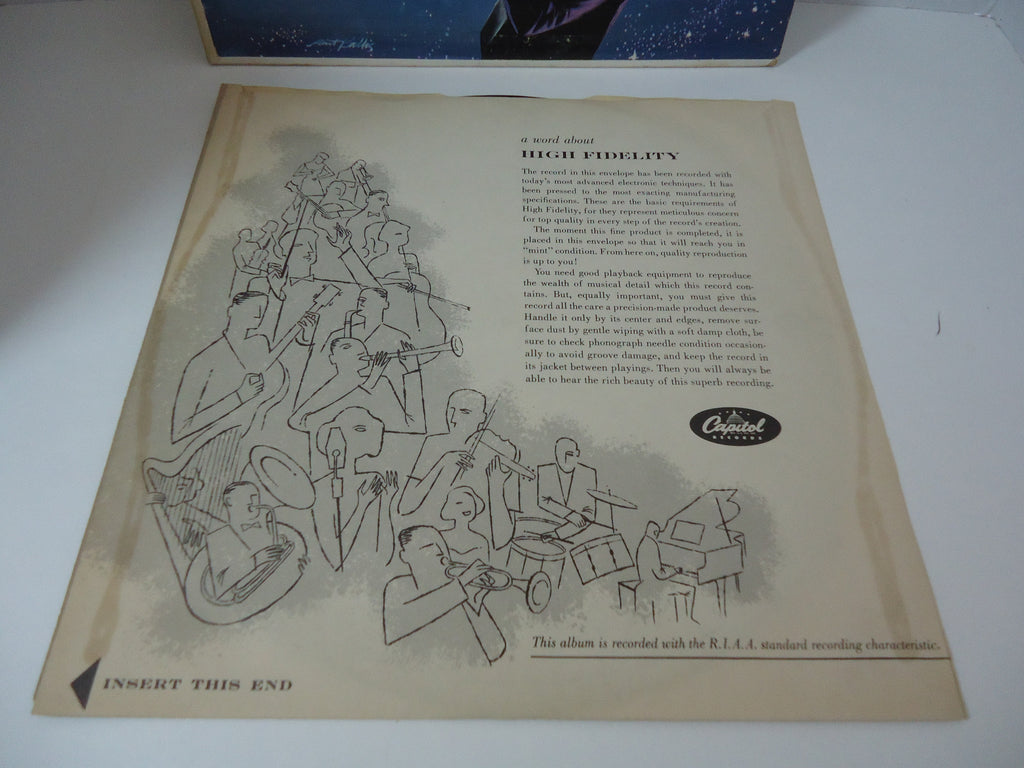 a word about
HIGH FIDELITY
The record in this envelope has been recorded with
today's most advanced electronic techniques. It has
been pressed to the most exacting manufacturing
specifications. These are the basic requirements of
High Fidelity, for they represent meticulous concern
for top quality in every step of the record's creation.
The moment this fine product is completed, it is
placed in this envelope so that it will reach you in
"mint" condition. From here on, quality reproduction
is up to you!
You need good playback equipment to reproduce
the wealth of musical detail which this record con-
tains. But, equally important, you must give this
record all the care a precision-made product deserves.
Handle it only by its center and edges, remove sur-
face dust by gentle wiping with a soft damp cloth, be
sure to check phonograph needle condition occasion-
ally to avoid groove damage, and keep the record in
its jacket between playings. Then you will always be
able to hear the rich beauty of this superb recording.
Capitol
RECORDS
This album is recorded with the R.I.A.A. standard recording characteristic.
INSERT THIS END